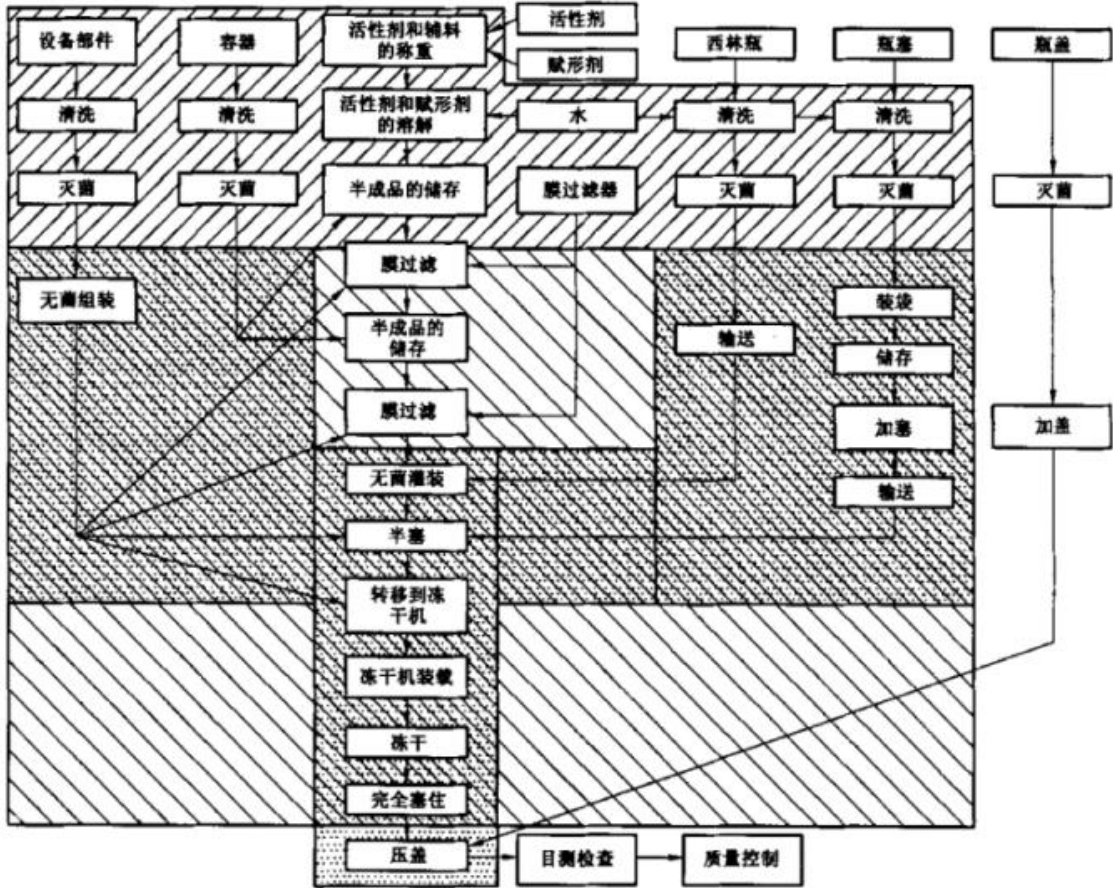 设备部件
容器
活性剂和辅料
的称重
活性剂
赋形剂
西林瓶
瓶塞
瓶盖
清洗
清洗
活性剂和赋形剂
的溶解
水
清洗
清洗
灭菌
灭菌
半成品的储存
膜过滤器
灭菌
灭菌
灭菌
膜过滤
无菌组装
装袋
半成品的
储存
输送
储存
膜过滤
加塞
加盖
无菌灌装
输送
半塞
转移到冻
干机
冻干机装载
冻干
完全塞住
压盖
目测检查
质量控制